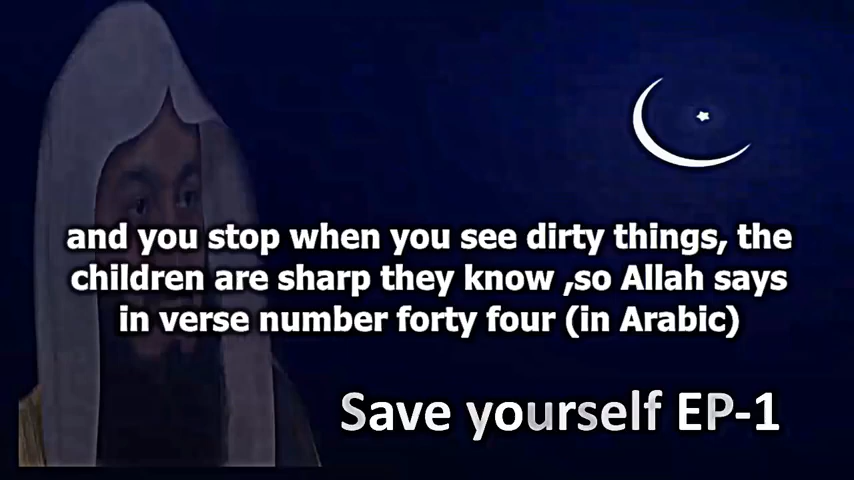 and you stop when you see dirty things, the
children are sharp they know ,so Allah says
in verse number forty four (in Arabic)
Save yourself EP-1